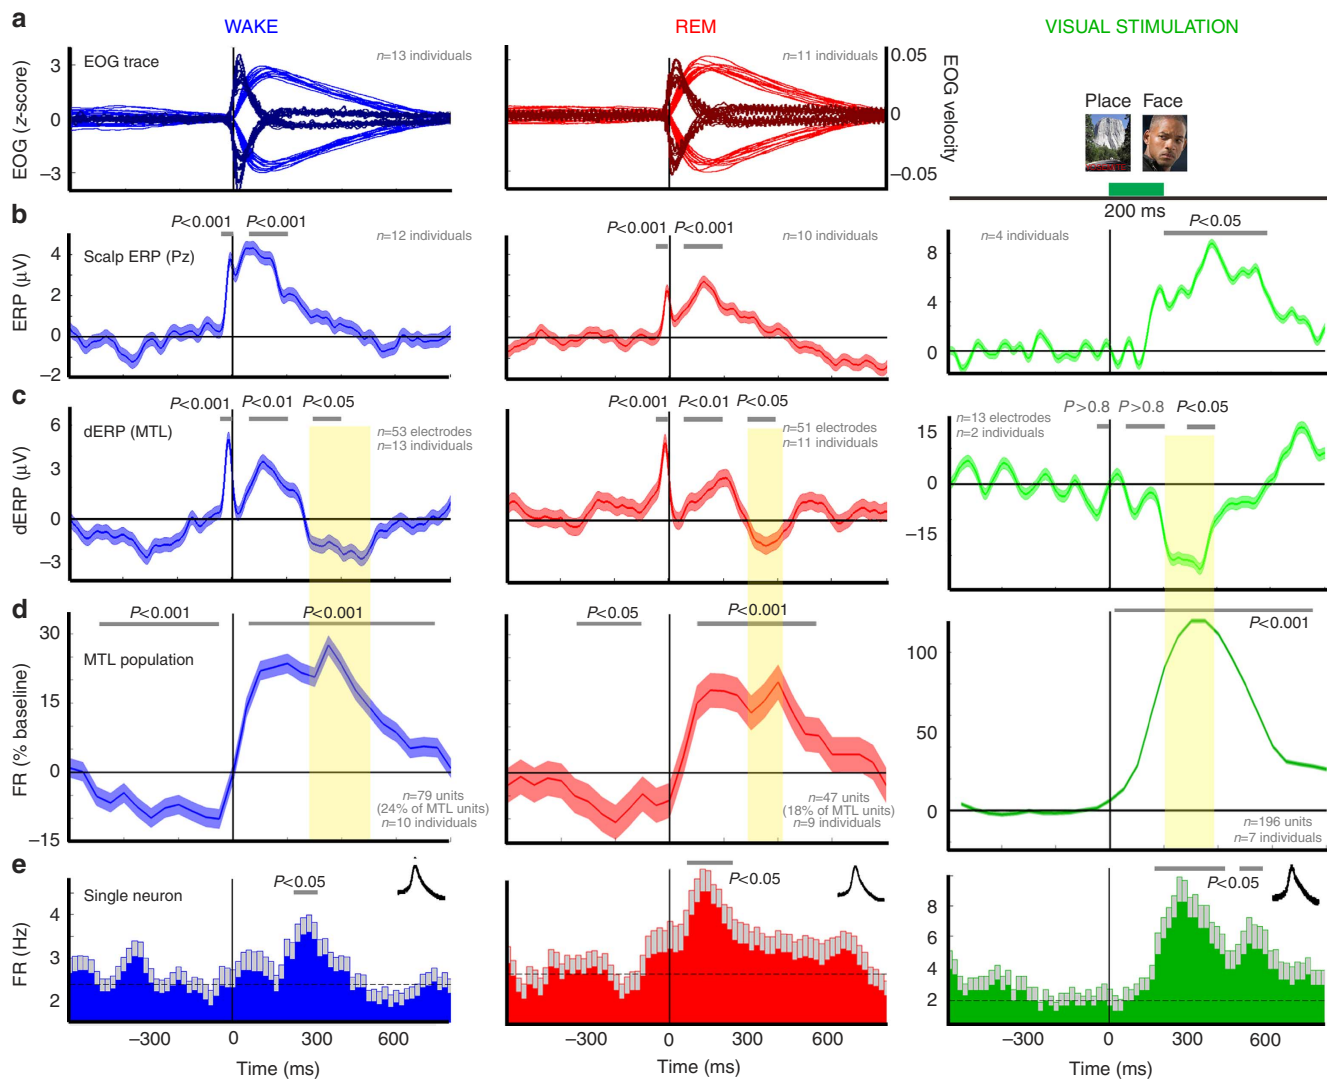 a
WAKE
REM
VISUAL STIMULATION
EOG trace
n=13 individuals
n=11 individuals
EOG (z-score)
3
0
−3
0.05
0
−0.05
EOG velocity
Place Face
200 ms
b
P<0.001 P<0.001
P<0.001 P<0.001
P<0.05
Scalp ERP (Pz)
n=12 individuals
n=10 individuals
n=4 individuals
ERP (µV)
4
0
−2
8
4
0
c
P<0.001 P<0.01 P<0.05
P<0.001 P<0.01 P<0.05
P>0.8 P>0.8 P<0.05
dERP (MTL)
n=53 electrodes
n=13 individuals
n=51 electrodes
n=11 individuals
n=13 electrodes
n=2 individuals
dERP (µV)
6
3
0
−3
15
0
−15
d
P<0.001 P<0.001
P<0.05 P<0.001
P<0.001
MTL population
FR (% baseline)
30
15
0
−15
100
50
0
n=79 units
(24% of MTL units)
n=10 individuals
n=47 units
(18% of MTL units)
n=9 individuals
n=196 units
n=7 individuals
e
Single neuron
P<0.05
P<0.05
P<0.05
FR (Hz)
4
3
2
8
6
4
2
−300 0 300 600
−300 0 300 600
−300 0 300 600
Time (ms)
Time (ms)
Time (ms)